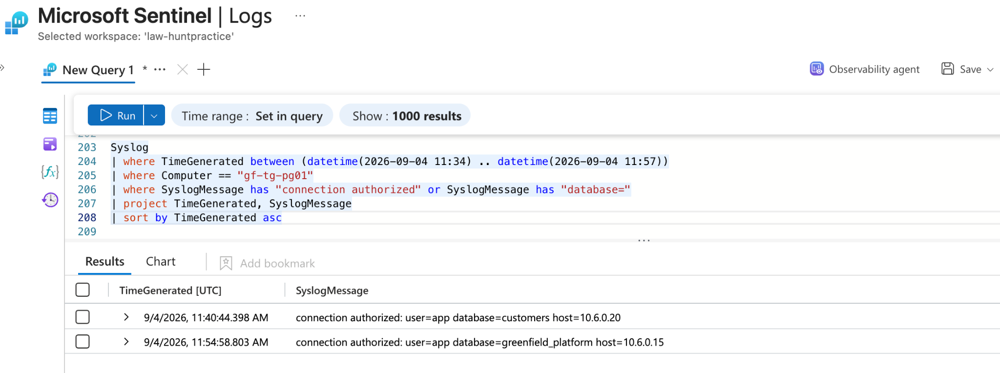 Microsoft Sentinel | Logs ...
Selected workspace: 'law-huntpractice'
New Query 1 * ...
Observability agent
Save
Run
Time range : Set in query
Show : 1000 results
202
203 Syslog
204 | where TimeGenerated between (datetime(2026-09-04 11:34) .. datetime(2026-09-04 11:57))
205 | where Computer == "gf-tg-pg01"
206 | where SyslogMessage has "connection authorized" or SyslogMessage has "database="
207 | project TimeGenerated, SyslogMessage
208 | sort by TimeGenerated asc
209
Results Chart Add bookmark
TimeGenerated [UTC] SyslogMessage
9/4/2026, 11:40:44.398 AM connection authorized: user=app database=customers host=10.6.0.20
9/4/2026, 11:54:58.803 AM connection authorized: user=app database=greenfield_platform host=10.6.0.15